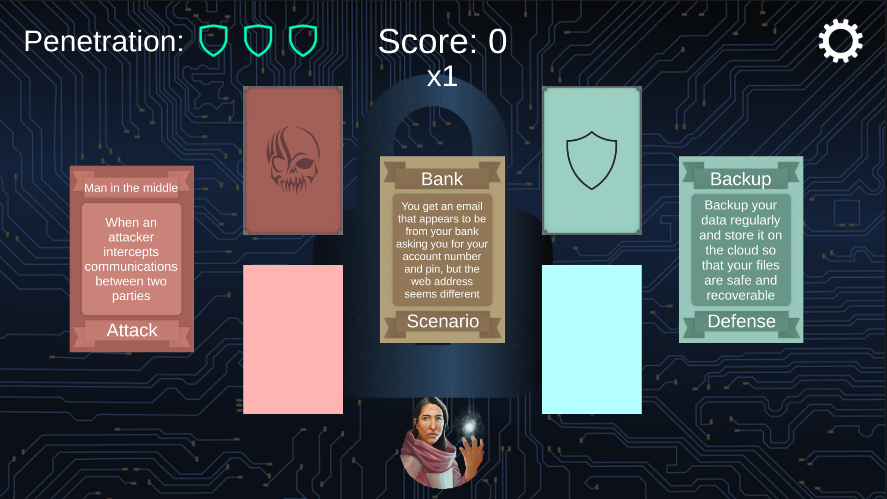 Penetration:
Score: 0
x1
Man in the middle
When an
attacker
intercepts
communications
between two
parties
Attack
Bank
You get an email
that appears to be
from your bank
asking you for your
account number
and pin, but the
web address
seems different
Scenario
Backup
Backup your
data regularly
and store it on
the cloud so
that your files
are safe and
recoverable
Defense